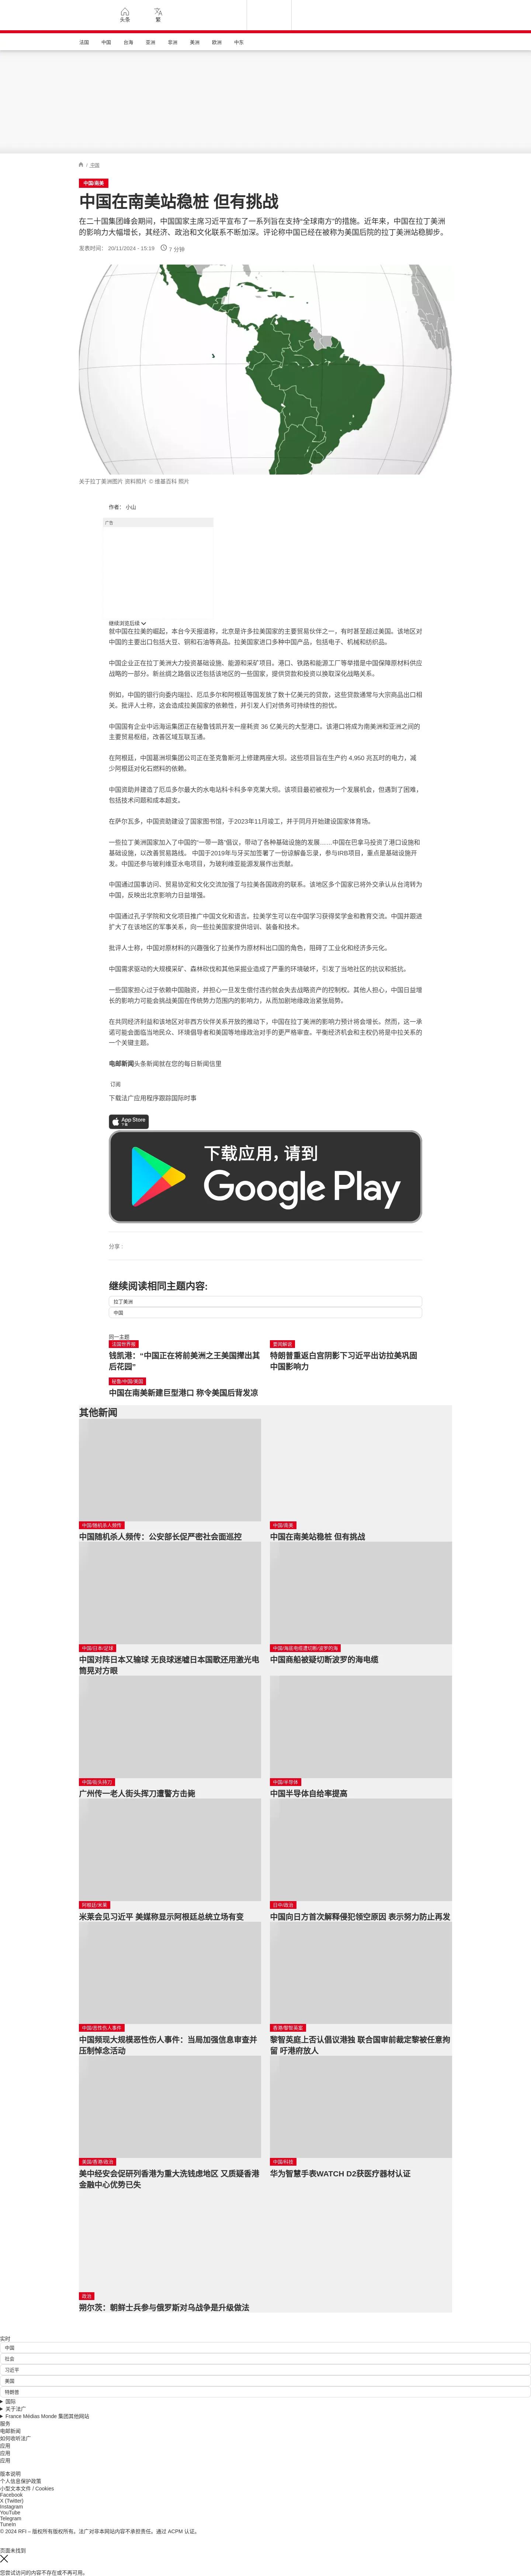 头条
繁
法国
中国
台海
亚洲
非洲
美洲
欧洲
中东
/ 中国
中国/南美
中国在南美站稳桩 但有挑战
在二十国集团峰会期间，中国国家主席习近平宣布了一系列旨在支持“全球南方”的措施。近年来，中国在拉丁美洲
的影响力大幅增长，其经济、政治和文化联系不断加深。评论称中国已经在被称为美国后院的拉丁美洲站稳脚步。
发表时间： 20/11/2024 - 15:19
7 分钟
关于拉丁美洲图片 资料照片 © 维基百科 照片
作者： 小山
广告
继续浏览后续
就中国在拉美的崛起，本台今天报道称，北京是许多拉美国家的主要贸易伙伴之一，有时甚至超过美国。该地区对
中国的主要出口包括大豆、铜和石油等商品。拉美国家进口多种中国产品，包括电子、机械和纺织品。
中国企业正在拉丁美洲大力投资基础设施、能源和采矿项目。港口、铁路和能源工厂等举措是中国保障原材料供应
战略的一部分。新丝绸之路倡议还包括该地区的一些国家，提供贷款和投资以换取深化战略关系。
例如，中国的银行向委内瑞拉、厄瓜多尔和阿根廷等国发放了数十亿美元的贷款，这些贷款通常与大宗商品出口相
关。批评人士称，这会造成拉美国家的依赖性，并引发人们对债务可持续性的担忧。
中国国有企业中远海运集团正在秘鲁钱凯开发一座耗资 36 亿美元的大型港口。该港口将成为南美洲和亚洲之间的
主要贸易枢纽，改善区域互联互通。
在阿根廷，中国葛洲坝集团公司正在圣克鲁斯河上修建两座大坝。这些项目旨在生产约 4,950 兆瓦时的电力，减
少阿根廷对化石燃料的依赖。
中国资助并建造了厄瓜多尔最大的水电站科卡科多辛克莱大坝。该项目最初被视为一个发展机会，但遇到了困难，
包括技术问题和成本超支。
在萨尔瓦多，中国资助建设了国家图书馆，于2023年11月竣工，并于同月开始建设国家体育场。
一些拉丁美洲国家加入了中国的“一带一路”倡议，带动了各种基础设施的发展……中国在巴拿马投资了港口设施和
基础设施，以改善贸易路线。 中国于2019年与牙买加签署了一份谅解备忘录，参与IRB项目，重点是基础设施开
发。中国还参与玻利维亚水电项目，为玻利维亚能源发展作出贡献。
中国通过国事访问、贸易协定和文化交流加强了与拉美各国政府的联系。该地区多个国家已将外交承认从台湾转为
中国，反映出北京影响力日益增强。
中国通过孔子学院和文化项目推广中国文化和语言。拉美学生可以在中国学习获得奖学金和教育交流。中国并跟进
扩大了在该地区的军事关系，向一些拉美国家提供培训、装备和技术。
批评人士称，中国对原材料的兴趣强化了拉美作为原材料出口国的角色，阻碍了工业化和经济多元化。
中国需求驱动的大规模采矿、森林砍伐和其他采掘业造成了严重的环境破坏，引发了当地社区的抗议和抵抗。
一些国家担心过于依赖中国融资，并担心一旦发生偿付违约就会失去战略资产的控制权。其他人担心，中国日益增
长的影响可能会挑战美国在传统势力范围内的影响力，从而加剧地缘政治紧张局势。
在共同经济利益和该地区对非西方伙伴关系开放的推动下，中国在拉丁美洲的影响力预计将会增长。然而，这一承
诺可能会面临当地民众、环境倡导者和美国等地缘政治对手的更严格审查。平衡经济机会和主权仍将是中拉关系的
一个关键主题。
电邮新闻头条新闻就在您的每日新闻信里
订阅
下载法广应用程序跟踪国际时事
App Store
下载
下载应用，请到
Google Play
分享 :
继续阅读相同主题内容:
拉丁美洲
中国
同一主题
法国世界报
钱凯港：“中国正在将前美洲之王美国撵出其
后花园”
要闻解说
特朗普重返白宫阴影下习近平出访拉美巩固
中国影响力
秘鲁/中国/美国
中国在南美新建巨型港口 称令美国后背发凉
其他新闻
中国/随机杀人频传
中国随机杀人频传：公安部长促严密社会面巡控
中国/南美
中国在南美站稳桩 但有挑战
中国/日本/足球
中国对阵日本又输球 无良球迷嘘日本国歌还用激光电
筒晃对方眼
中国/海底电缆遭切断/波罗的海
中国商船被疑切断波罗的海电缆
中国/街头持刀
广州传一老人街头挥刀遭警方击毙
中国/半导体
中国半导体自给率提高
阿根廷/米莱
米莱会见习近平 美媒称显示阿根廷总统立场有变
日中/政治
中国向日方首次解释侵犯领空原因 表示努力防止再发
中国/恶性伤人事件
中国频现大规模恶性伤人事件：当局加强信息审查并
压制悼念活动
香港/黎智英案
黎智英庭上否认倡议港独 联合国审前裁定黎被任意拘
留 吁港府放人
美国/香港/政治
美中经安会促研列香港为重大洗钱虑地区 又质疑香港
金融中心优势已失
中国/科技
华为智慧手表WATCH D2获医疗器材认证
政治
朔尔茨：朝鲜士兵参与俄罗斯对乌战争是升级做法
实时
中国
社会
习近平
美国
特朗普
国际
关于法广
France Médias Monde 集团其他网站
服务
电邮新闻
如何收听法广
应用
应用
应用
版本说明
个人信息保护政策
小型文本文件 / Cookies
Facebook
X (Twitter)
Instagram
YouTube
Telegram
TuneIn
© 2024 RFI – 版权所有版权所有。法广对非本网站内容不承担责任。通过 ACPM 认证。
页面未找到
您尝试访问的内容不存在或不再可用。